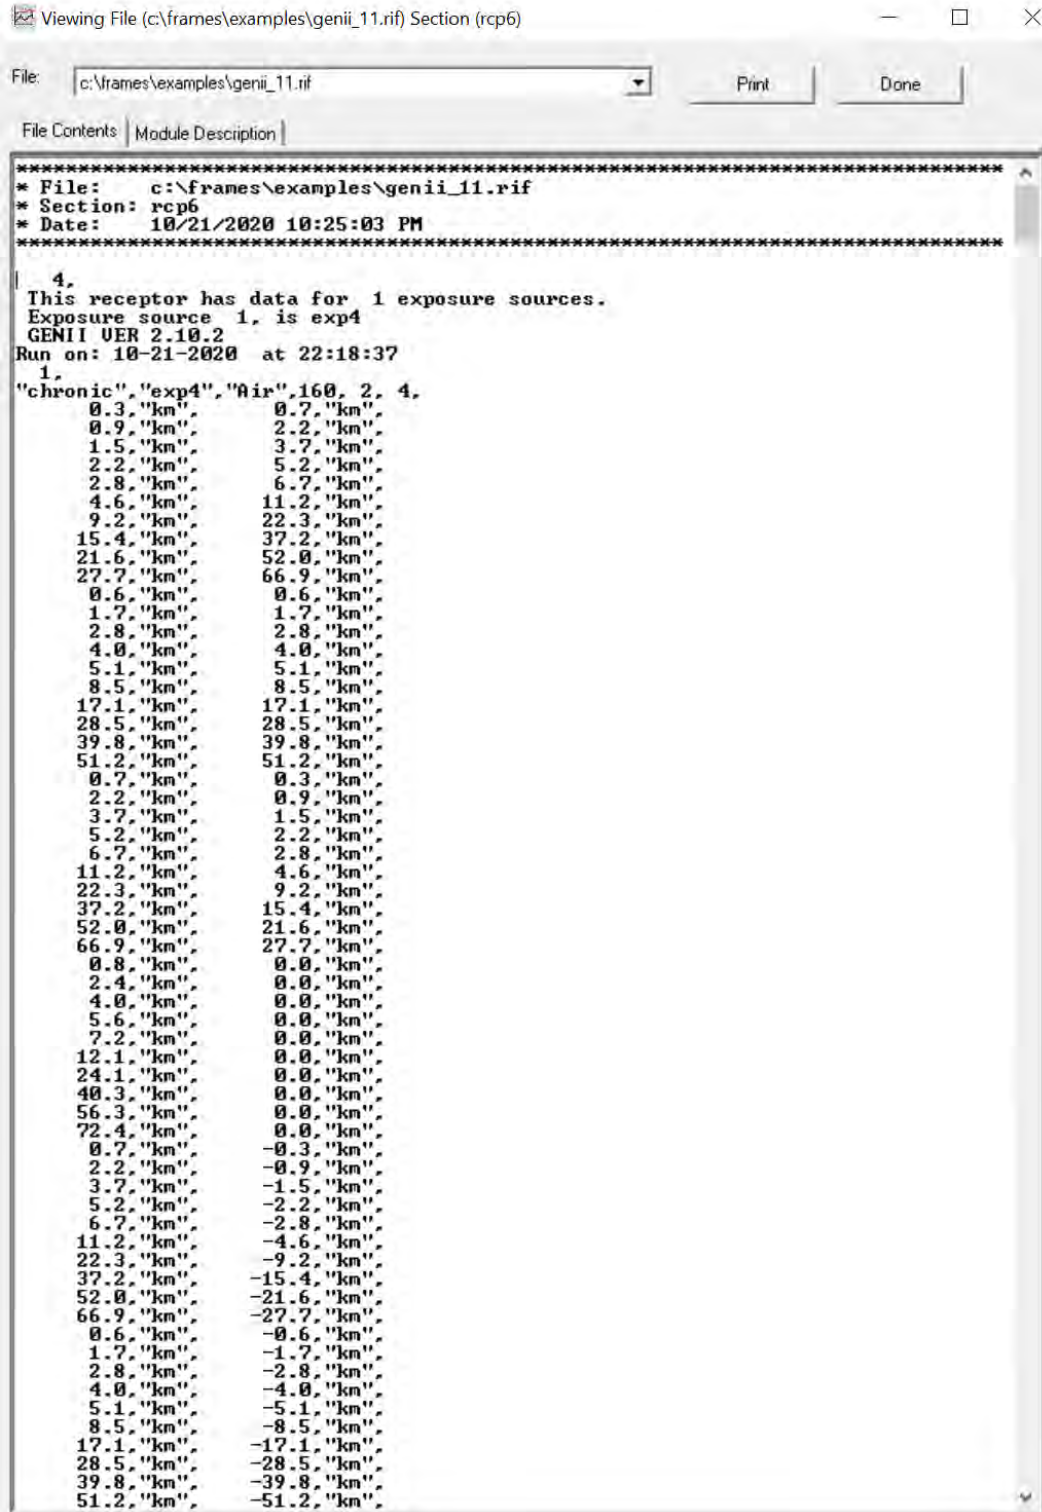 Viewing File (c:\frames\examples\genii_11.rif) Section (rcp6)
File: c:\frames\examples\genii_11.rif Print Done
File Contents Module Description
********************************************************************************
* File: c:\frames\examples\genii_11.rif
* Section: rcp6
* Date: 10/21/2020 10:25:03 PM
********************************************************************************
4,
This receptor has data for 1 exposure sources.
Exposure source 1, is exp4
GENII VER 2.10.2
Run on: 10-21-2020 at 22:18:37
1,
"chronic","exp4","Air",160, 2, 4,
0.3,"km", 0.7,"km",
0.9,"km", 2.2,"km",
1.5,"km", 3.7,"km",
2.2,"km", 5.2,"km",
2.8,"km", 6.7,"km",
4.6,"km", 11.2,"km",
9.2,"km", 22.3,"km",
15.4,"km", 37.2,"km",
21.6,"km", 52.0,"km",
27.7,"km", 66.9,"km",
0.6,"km", 0.6,"km",
1.7,"km", 1.7,"km",
2.8,"km", 2.8,"km",
4.0,"km", 4.0,"km",
5.1,"km", 5.1,"km",
8.5,"km", 8.5,"km",
17.1,"km", 17.1,"km",
28.5,"km", 28.5,"km",
39.8,"km", 39.8,"km",
51.2,"km", 51.2,"km",
0.7,"km", 0.3,"km",
2.2,"km", 0.9,"km",
3.7,"km", 1.5,"km",
5.2,"km", 2.2,"km",
6.7,"km", 2.8,"km",
11.2,"km", 4.6,"km",
22.3,"km", 9.2,"km",
37.2,"km", 15.4,"km",
52.0,"km", 21.6,"km",
66.9,"km", 27.7,"km",
0.8,"km", 0.0,"km",
2.4,"km", 0.0,"km",
4.0,"km", 0.0,"km",
5.6,"km", 0.0,"km",
7.2,"km", 0.0,"km",
12.1,"km", 0.0,"km",
24.1,"km", 0.0,"km",
40.3,"km", 0.0,"km",
56.3,"km", 0.0,"km",
72.4,"km", 0.0,"km",
0.7,"km", -0.3,"km",
2.2,"km", -0.9,"km",
3.7,"km", -1.5,"km",
5.2,"km", -2.2,"km",
6.7,"km", -2.8,"km",
11.2,"km", -4.6,"km",
22.3,"km", -9.2,"km",
37.2,"km", -15.4,"km",
52.0,"km", -21.6,"km",
66.9,"km", -27.7,"km",
0.6,"km", -0.6,"km",
1.7,"km", -1.7,"km",
2.8,"km", -2.8,"km",
4.0,"km", -4.0,"km",
5.1,"km", -5.1,"km",
8.5,"km", -8.5,"km",
17.1,"km", -17.1,"km",
28.5,"km", -28.5,"km",
39.8,"km", -39.8,"km",
51.2,"km", -51.2,"km",